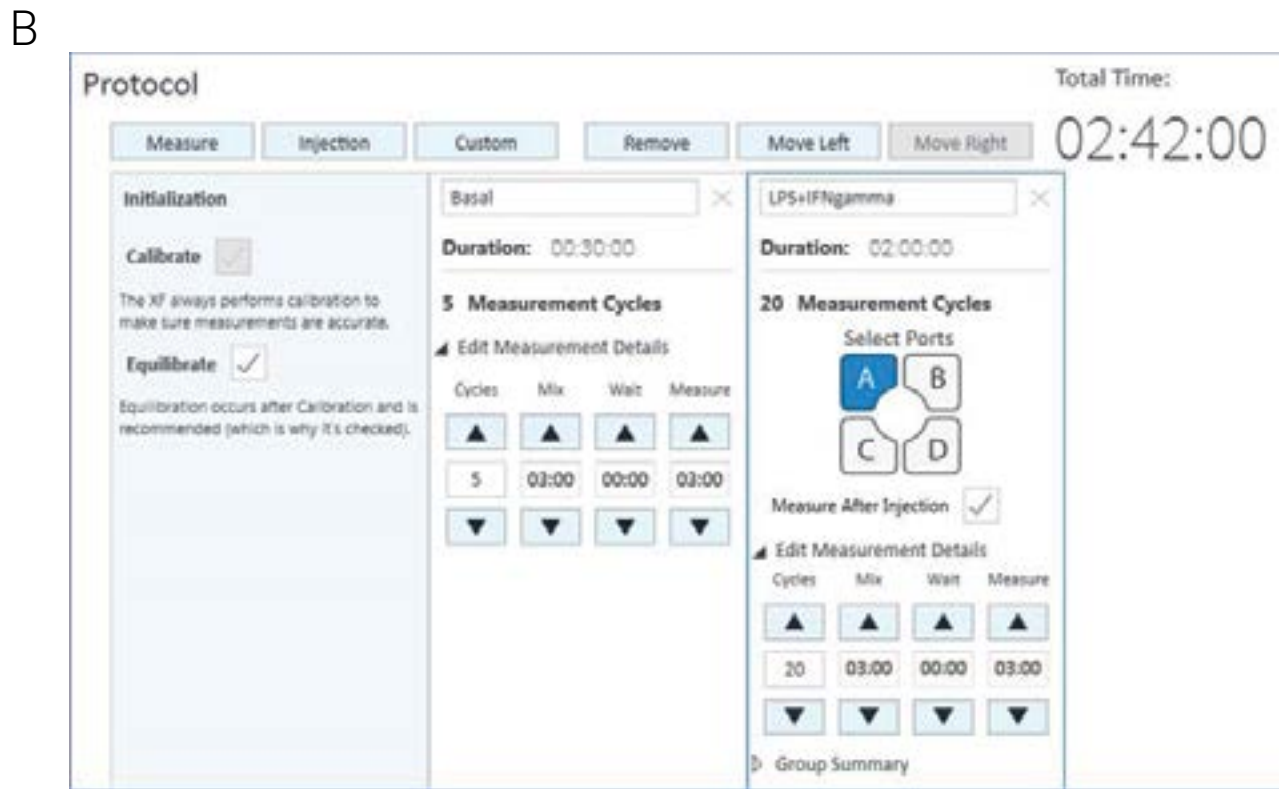 B
Protocol
Total Time:
02:42:00
Measure Injection Custom Remove Move Left Move Right
Initialization
Calibrate
The XF always performs calibration to
make sure measurements are accurate.
Equilibrate
Equilibration occurs after Calibration and is
recommended (which is why it's checked).
Basal
Duration: 00:30:00
5 Measurement Cycles
Edit Measurement Details
Cycles Mix Wait Measure
5 03:00 00:00 03:00
LPS+IFNgamma
Duration: 02:00:00
20 Measurement Cycles
Select Ports
A B
C D
Measure After Injection
Edit Measurement Details
Cycles Mix Wait Measure
20 03:00 00:00 03:00
Group Summary